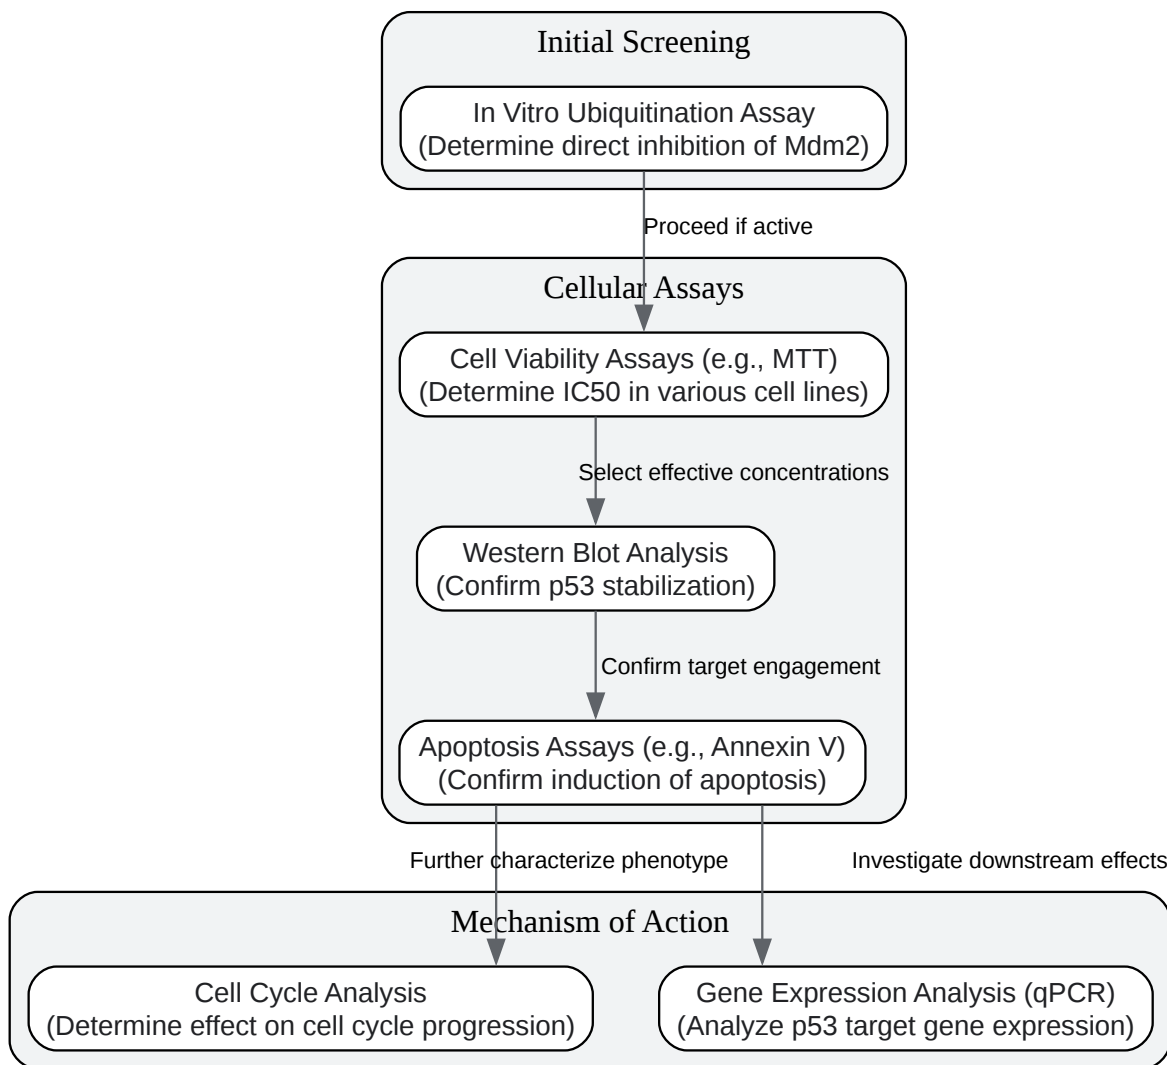 Initial Screening
In Vitro Ubiquitination Assay
(Determine direct inhibition of Mdm2)
Proceed if active
Cellular Assays
Cell Viability Assays (e.g., MTT)
(Determine IC50 in various cell lines)
Select effective concentrations
Western Blot Analysis
(Confirm p53 stabilization)
Confirm target engagement
Apoptosis Assays (e.g., Annexin V)
(Confirm induction of apoptosis)
Further characterize phenotype
Investigate downstream effects
Mechanism of Action
Cell Cycle Analysis
(Determine effect on cell cycle progression)
Gene Expression Analysis (qPCR)
(Analyze p53 target gene expression)